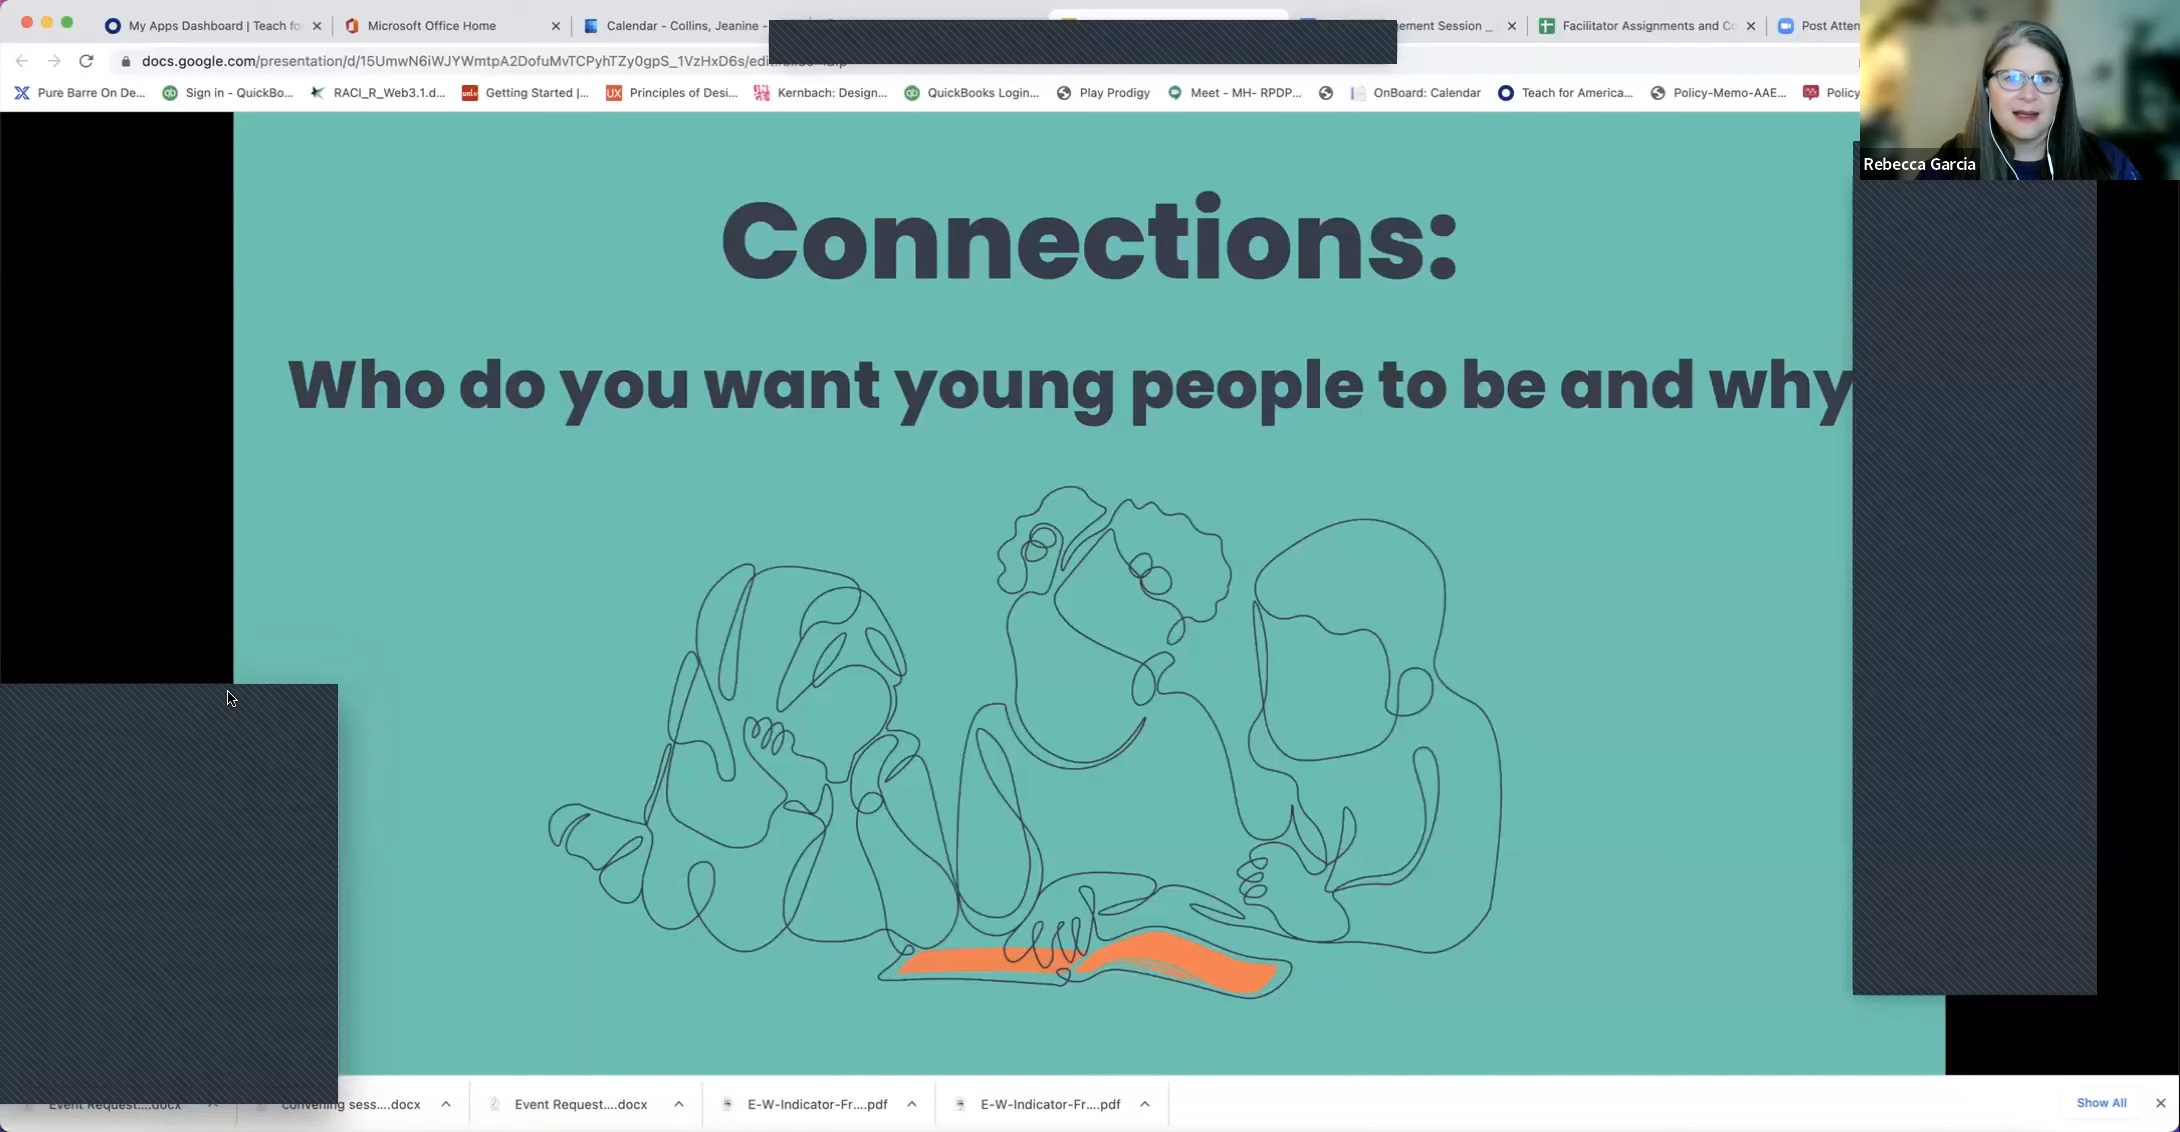 My Apps Dashboard | Teach fo
Microsoft Office Home
Calendar - Collins, Jeanine -
ement Session _
Facilitator Assignments and Co
Post Atten
docs.google.com/presentation/d/15UmwN6iWJYWmtpA2DofuMvTCPyhTZy0gpS_1VzHxD6s/edit
Pure Barre On De...
Sign in - QuickBo...
RACI_R_Web3.1.d...
Getting Started |...
UX Principles of Desi...
Kernbach: Design...
QuickBooks Login...
Play Prodigy
Meet - MH- RPDP...
OnBoard: Calendar
Teach for America...
Policy-Memo-AAE...
Policy
Rebecca Garcia
Connections:
Who do you want young people to be and why
Event Request....docx
convening sess....docx
Event Request....docx
E-W-Indicator-Fr....pdf
E-W-Indicator-Fr....pdf
Show All